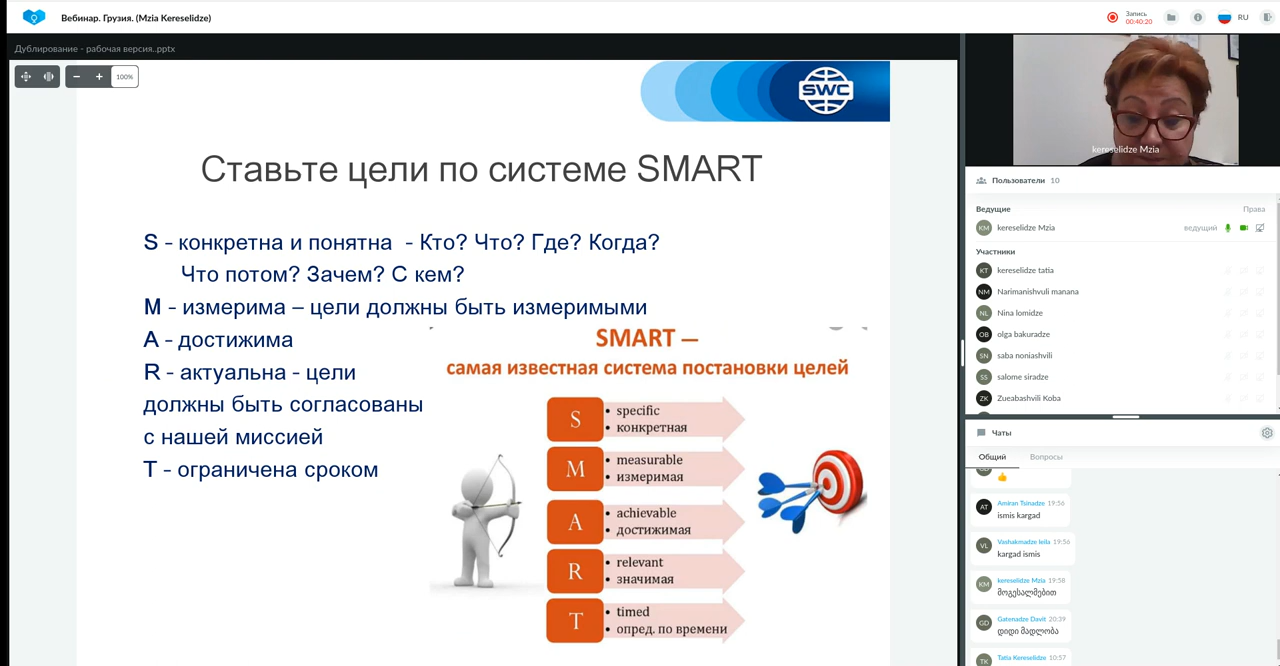 Вебинар. Грузия. (Mzia Kereselidze)
Запись
00:40:20
RU
Дублирование - рабочая версия..pptx
100%
SWC
Ставьте цели по системе SMART
S - конкретна и понятна - Кто? Что? Где? Когда?
Что потом? Зачем? С кем?
M - измерима – цели должны быть измеримыми
A - достижима
R - актуальна - цели
должны быть согласованы
с нашей миссией
T - ограничена сроком
SMART —
самая известная система постановки целей
S
• specific
• конкретная
M
• measurable
• измеримая
A
• achievable
• достижимая
R
• relevant
• значимая
T
• timed
• опред. по времени
kereselidze Mzia
Пользователи 10
Ведущие Права
KM kereselidze Mzia ведущий
Участники
KT kereselidze tatia
NM Narimanishvuli manana
NL Nina lomidze
OB olga bakuradze
SN saba noniashvili
SS salome siradze
ZK Zueabashvili Koba
Чаты
Общий Вопросы
GD
👍
AT Amiran Tsinadze 19:56
ismis kargad
VL Vashakmadze leila 19:56
kargad ismis
KM kereselidze Mzia 19:58
მოგესალმებით
GD Gatenadze Davit 20:39
დიდი მადლობა
TK Tatia Kereselidze 10:57